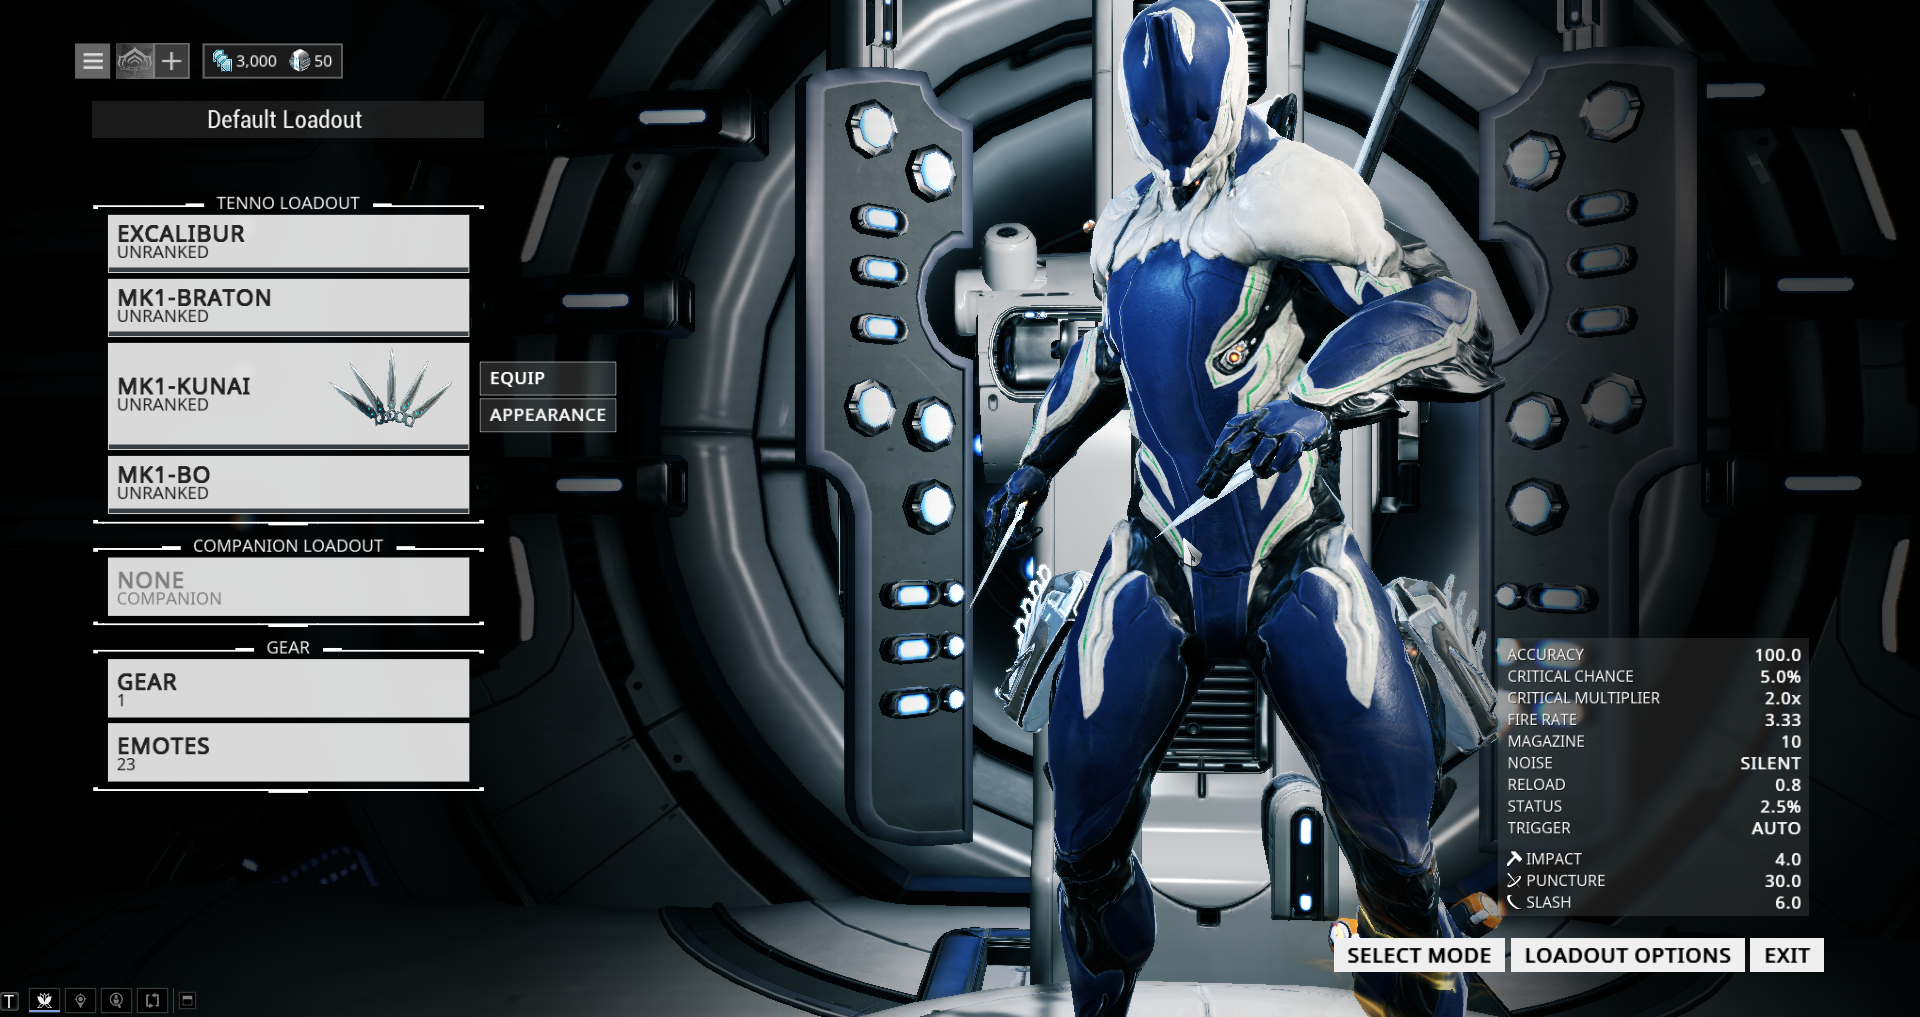 3,000 50
Default Loadout
TENNO LOADOUT
EXCALIBUR
UNRANKED
MK1-BRATON
UNRANKED
MK1-KUNAI
UNRANKED
EQUIP
APPEARANCE
MK1-BO
UNRANKED
COMPANION LOADOUT
NONE
COMPANION
GEAR
GEAR
1
EMOTES
23
ACCURACY 100.0
CRITICAL CHANCE 5.0%
CRITICAL MULTIPLIER 2.0x
FIRE RATE 3.33
MAGAZINE 10
NOISE SILENT
RELOAD 0.8
STATUS 2.5%
TRIGGER AUTO
IMPACT 4.0
PUNCTURE 30.0
SLASH 6.0
SELECT MODE LOADOUT OPTIONS EXIT
T